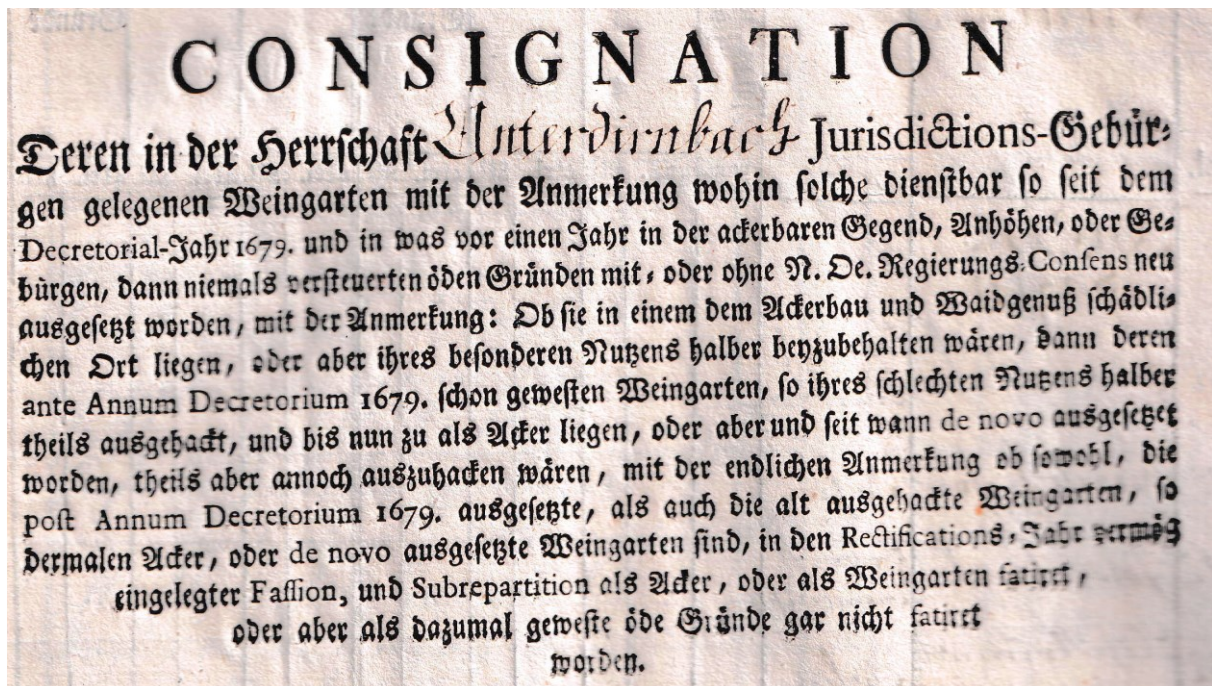 CONSIGNATION
Deren in der Herrschaft Unterdirnbach Jurisdictions-Gebür-
gen gelegenen Weingarten mit der Anmerkung wohin solche dienstbar so seit dem
Decretorial-Jahr 1679. und in was vor einen Jahr in der ackerbaren Gegend, Anhöhen, oder Ge-
bürgen, dann niemals versteuerten öden Gründen mit- oder ohne N. Oe. Regierungs-Consens neu
ausgesetzt worden, mit der Anmerkung: Ob sie in einem dem Ackerbau und Waidgenuß schädli-
chen Ort liegen, oder aber ihres besonderen Nutzens halber beyzubehalten wären, dann deren
ante Annum Decretorium 1679. schon gewesten Weingarten, so ihres schlechten Nutzens halber
theils ausgehackt, und bis nun zu als Acker liegen, oder aber und seit wann de novo ausgesetzet
worden, theils aber annoch auszuhacken wären, mit der endlichen Anmerkung ob sowohl, die
post Annum Decretorium 1679. ausgesetzte, als auch die alt ausgehackte Weingarten, so
dermalen Acker, oder de novo ausgesetzte Weingarten sind, in den Rectifications-Jahr vermög
eingelegter Fassion, und Subrepartition als Acker, oder als Weingarten fatiret,
oder aber als dazumal geweste öde Gründe gar nicht fatiret
worden.